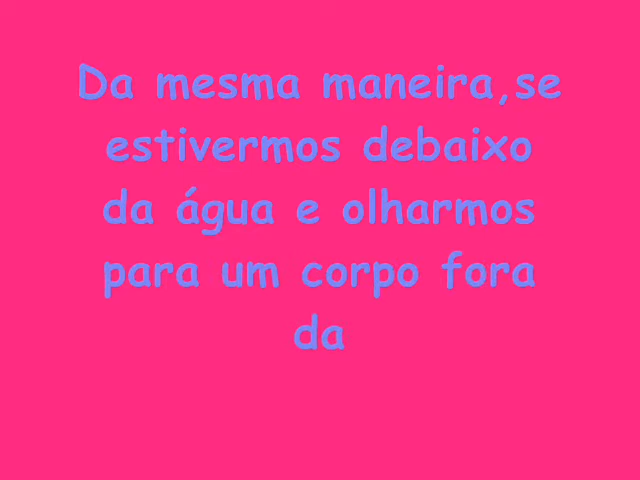 Da mesma maneira,se
estivermos debaixo
da água e olharmos
para um corpo fora
da